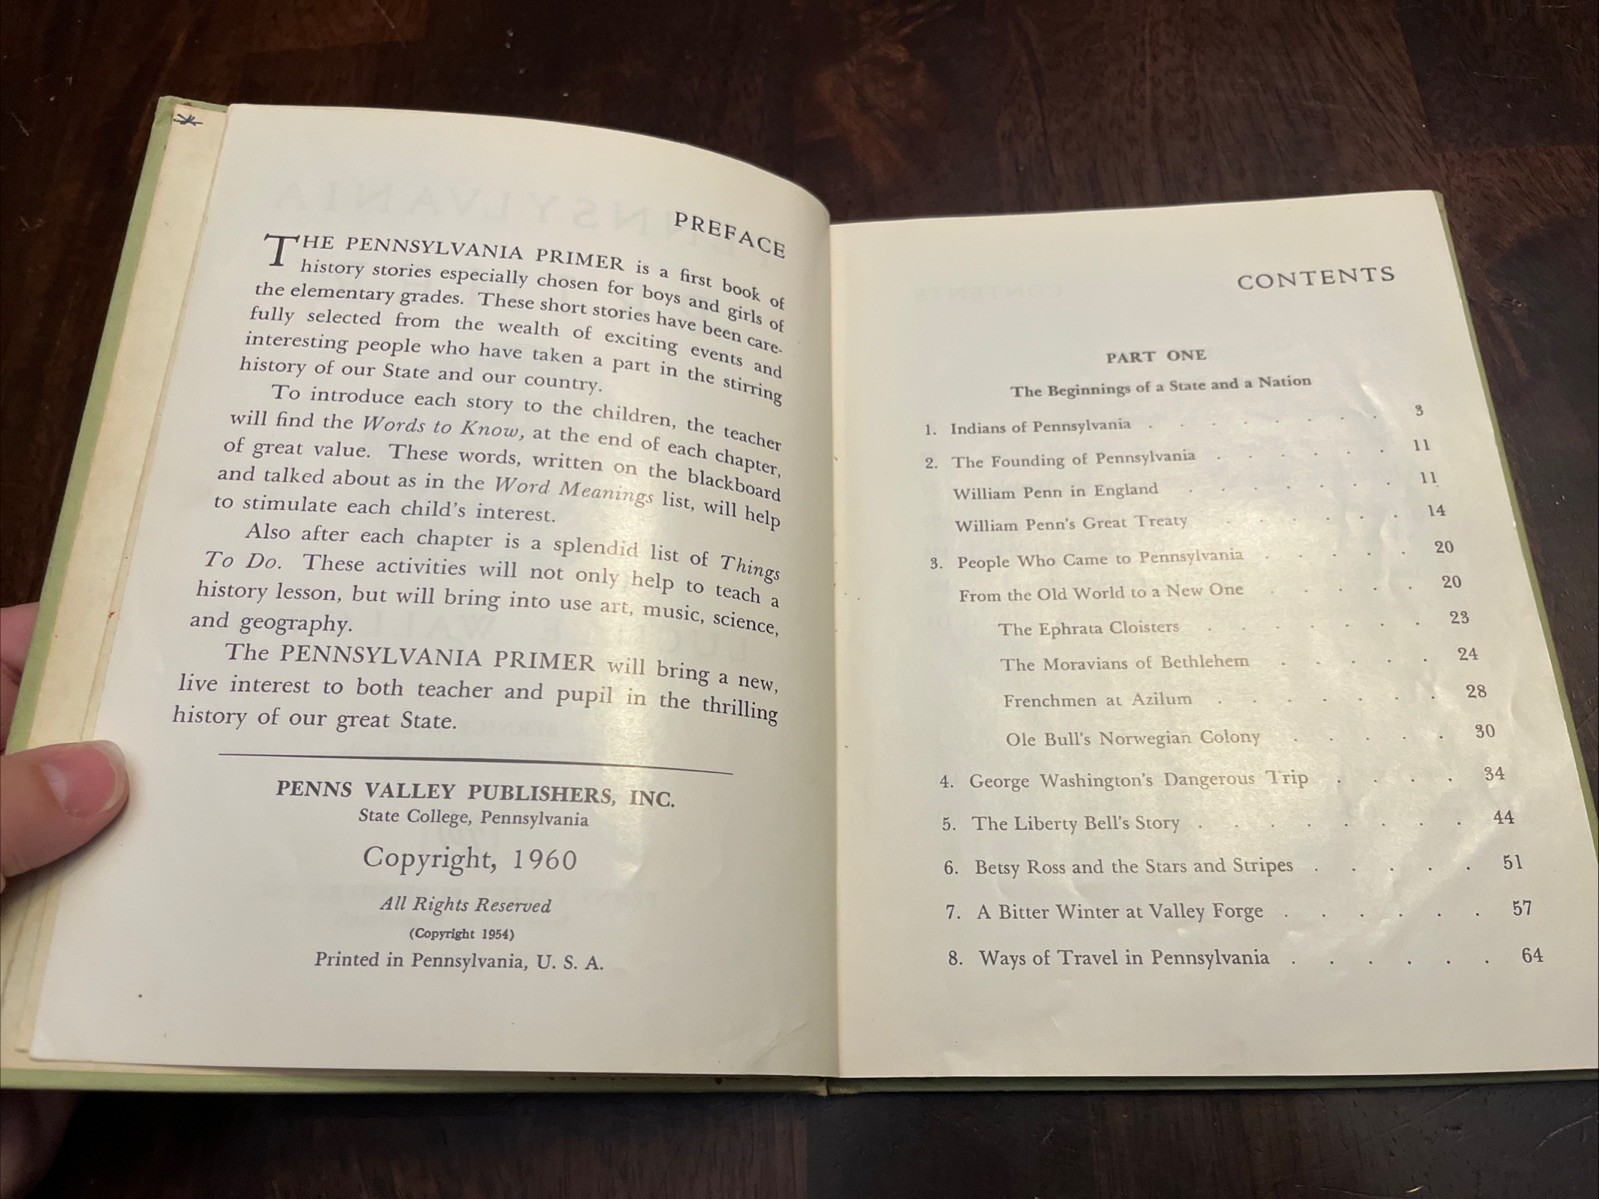 PREFACE
THE PENNSYLVANIA PRIMER is a first book of
history stories especially chosen for boys and girls of
the elementary grades. These short stories have been care-
fully selected from the wealth of exciting events and
interesting people who have taken a part in the stirring
history of our State and our country.
To introduce each story to the children, the teacher
will find the Words to Know, at the end of each chapter,
of great value. These words, written on the blackboard
and talked about as in the Word Meanings list, will help
to stimulate each child's interest.
Also after each chapter is a splendid list of Things
To Do. These activities will not only help to teach a
history lesson, but will bring into use art, music, science,
and geography.
The PENNSYLVANIA PRIMER will bring a new,
live interest to both teacher and pupil in the thrilling
history of our great State.
PENNS VALLEY PUBLISHERS, INC.
State College, Pennsylvania
Copyright, 1960
All Rights Reserved
(Copyright 1954)
Printed in Pennsylvania, U. S. A.
CONTENTS
PART ONE
The Beginnings of a State and a Nation
1. Indians of Pennsylvania . . . . . . . 3
2. The Founding of Pennsylvania . . . . . . 11
William Penn in England . . . . . . 11
William Penn's Great Treaty . . . . . . 14
3. People Who Came to Pennsylvania . . . . . 20
From the Old World to a New One . . . . . 20
The Ephrata Cloisters . . . . . . 23
The Moravians of Bethlehem . . . . . 24
Frenchmen at Azilum . . . . . . 28
Ole Bull's Norwegian Colony . . . . . 30
4. George Washington's Dangerous Trip . . . . 34
5. The Liberty Bell's Story . . . . . . . . 44
6. Betsy Ross and the Stars and Stripes . . . . . 51
7. A Bitter Winter at Valley Forge . . . . . . 57
8. Ways of Travel in Pennsylvania . . . . . . 64